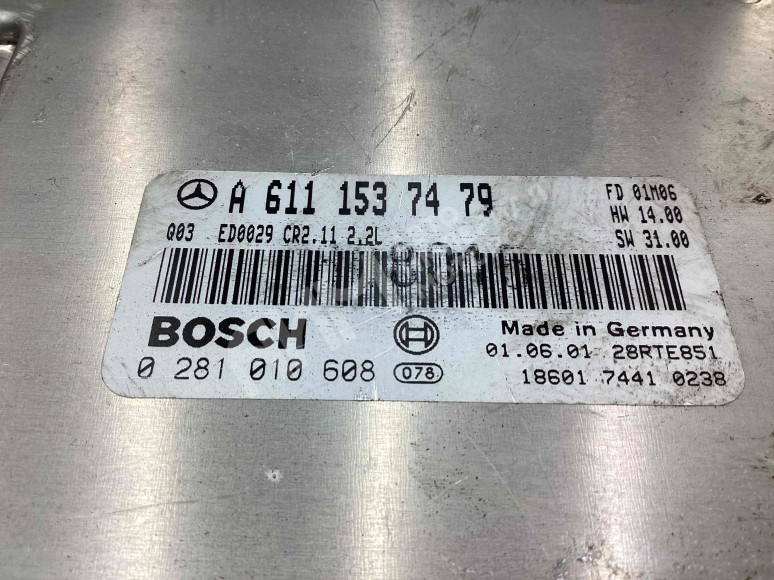 A 611 153 74 79
FD 01M06
HW 14.00
SW 31.00
Q03 ED0029 CR2.11 2.2L
BOSCH
0 281 010 608
078
Made in Germany
01.06.01 28RTE851
18601 7441 0238